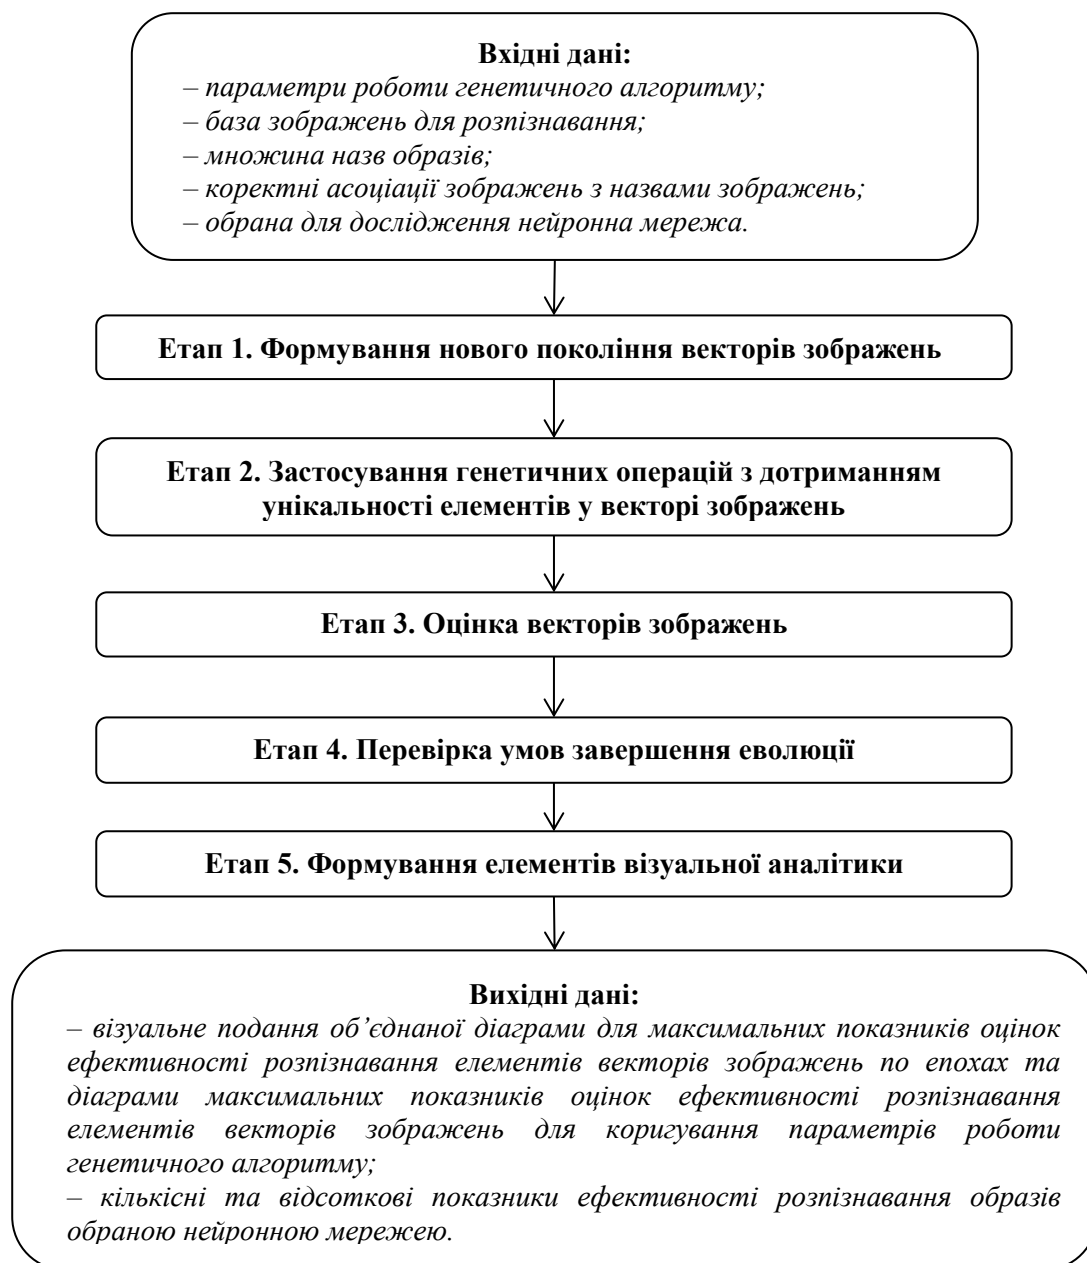 Вхідні дані:
– параметри роботи генетичного алгоритму;
– база зображень для розпізнавання;
– множина назв образів;
– коректні асоціації зображень з назвами зображень;
– обрана для дослідження нейронна мережа.
Етап 1. Формування нового покоління векторів зображень
Етап 2. Застосування генетичних операцій з дотриманням
унікальності елементів у векторі зображень
Етап 3. Оцінка векторів зображень
Етап 4. Перевірка умов завершення еволюції
Етап 5. Формування елементів візуальної аналітики
Вихідні дані:
– візуальне подання об’єднаної діаграми для максимальних показників оцінок
ефективності розпізнавання елементів векторів зображень по епохах та
діаграми максимальних показників оцінок ефективності розпізнавання
елементів векторів зображень для коригування параметрів роботи
генетичного алгоритму;
– кількісні та відсоткові показники ефективності розпізнавання образів
обраною нейронною мережею.